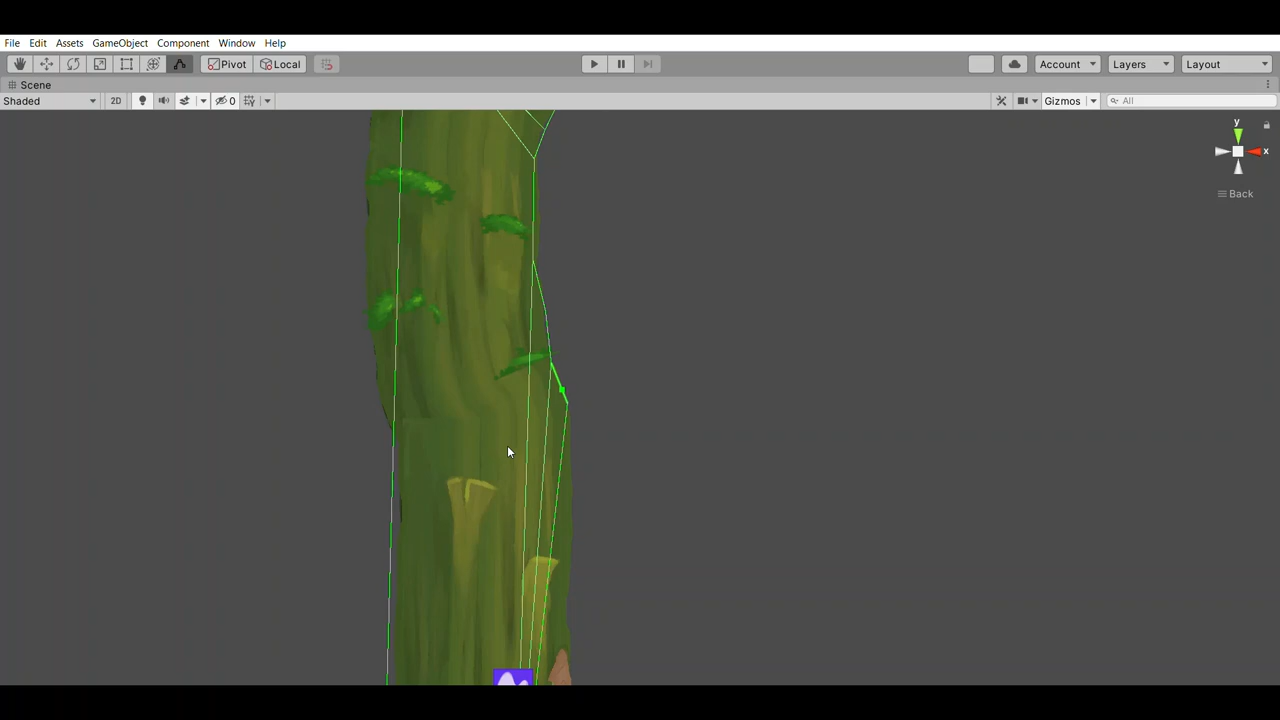 File Edit Assets GameObject Component Window Help
Pivot Local Account Layers Layout
Scene
Shaded 2D 0 Gizmos All
y
x
Back